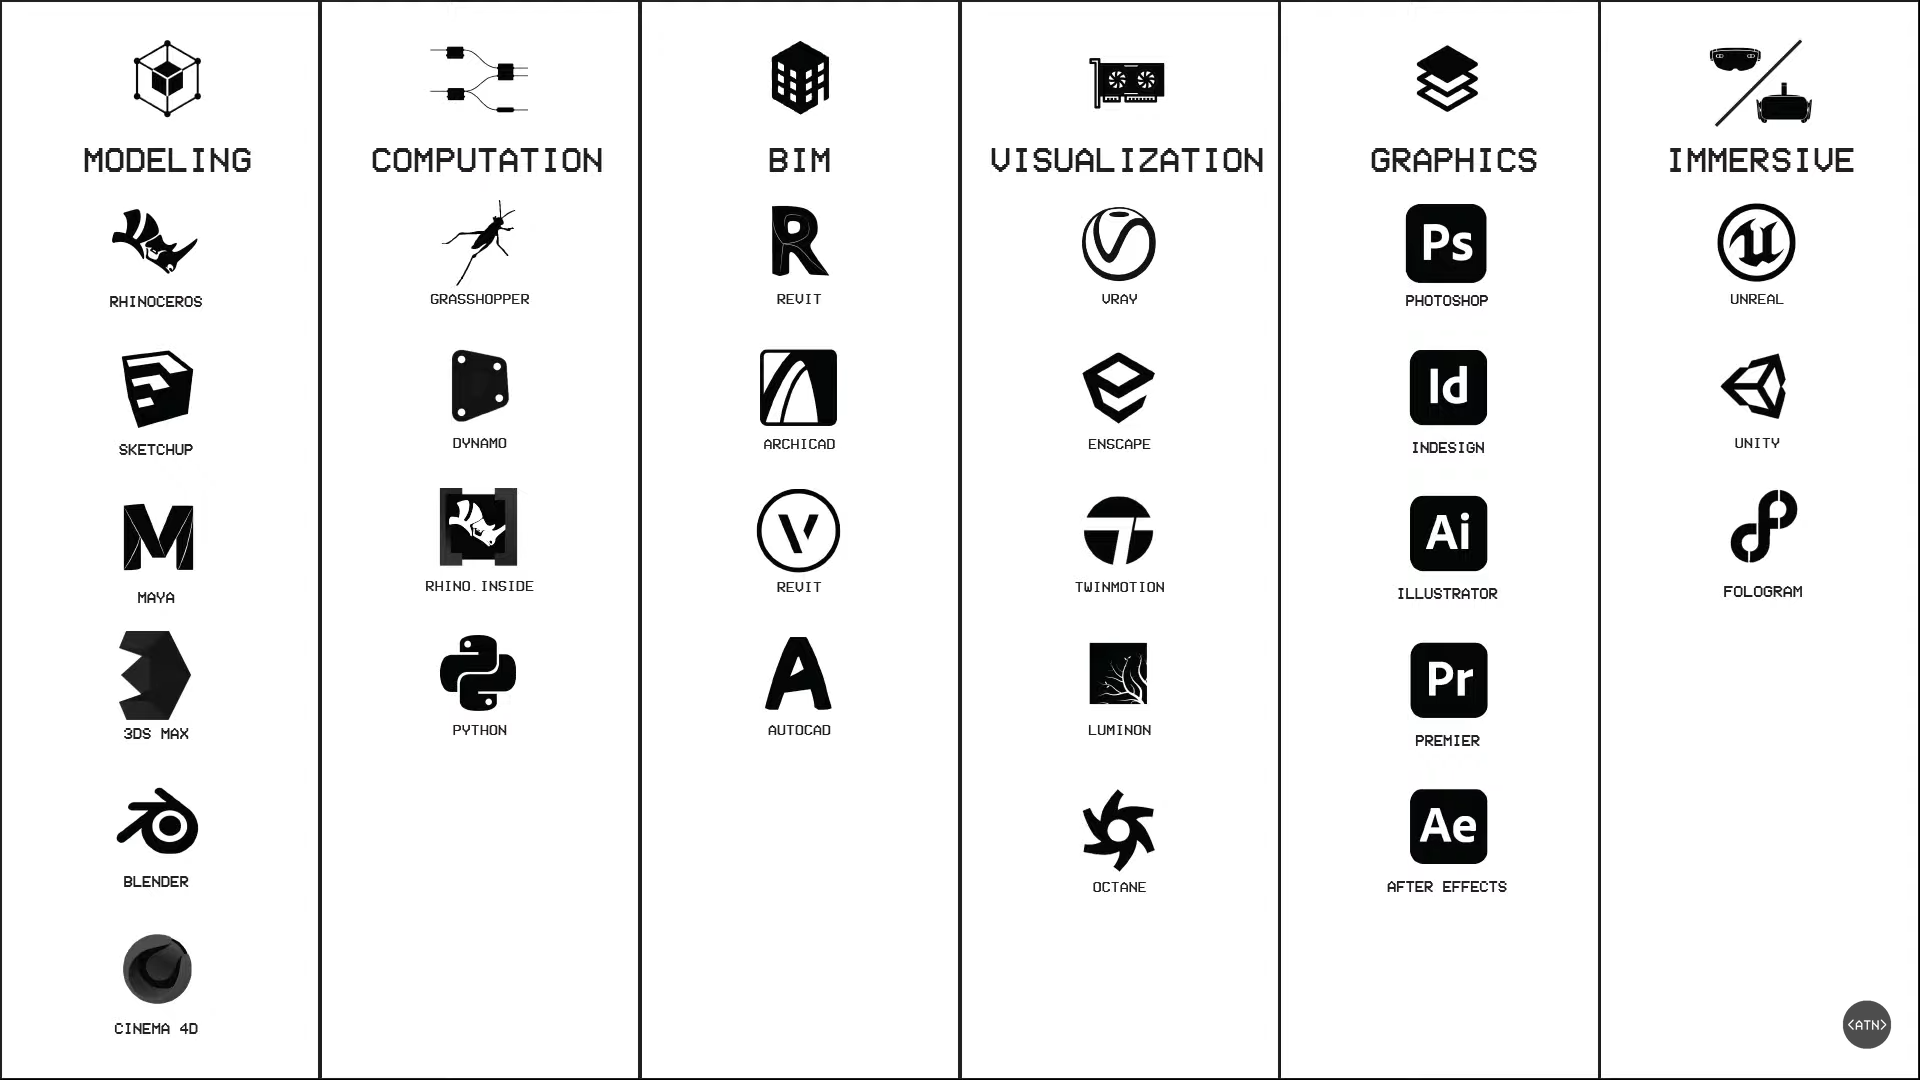 MODELING
RHINOCEROS
SKETCHUP
MAYA
3DS MAX
BLENDER
CINEMA 4D
COMPUTATION
GRASSHOPPER
DYNAMO
RHINO.INSIDE
PYTHON
BIM
REVIT
ARCHICAD
REVIT
AUTOCAD
VISUALIZATION
VRAY
ENSCAPE
TWINMOTION
LUMINON
OCTANE
GRAPHICS
Ps
PHOTOSHOP
Id
INDESIGN
Ai
ILLUSTRATOR
Pr
PREMIER
Ae
AFTER EFFECTS
IMMERSIVE
UNREAL
UNITY
FOLOGRAM
<ATN>